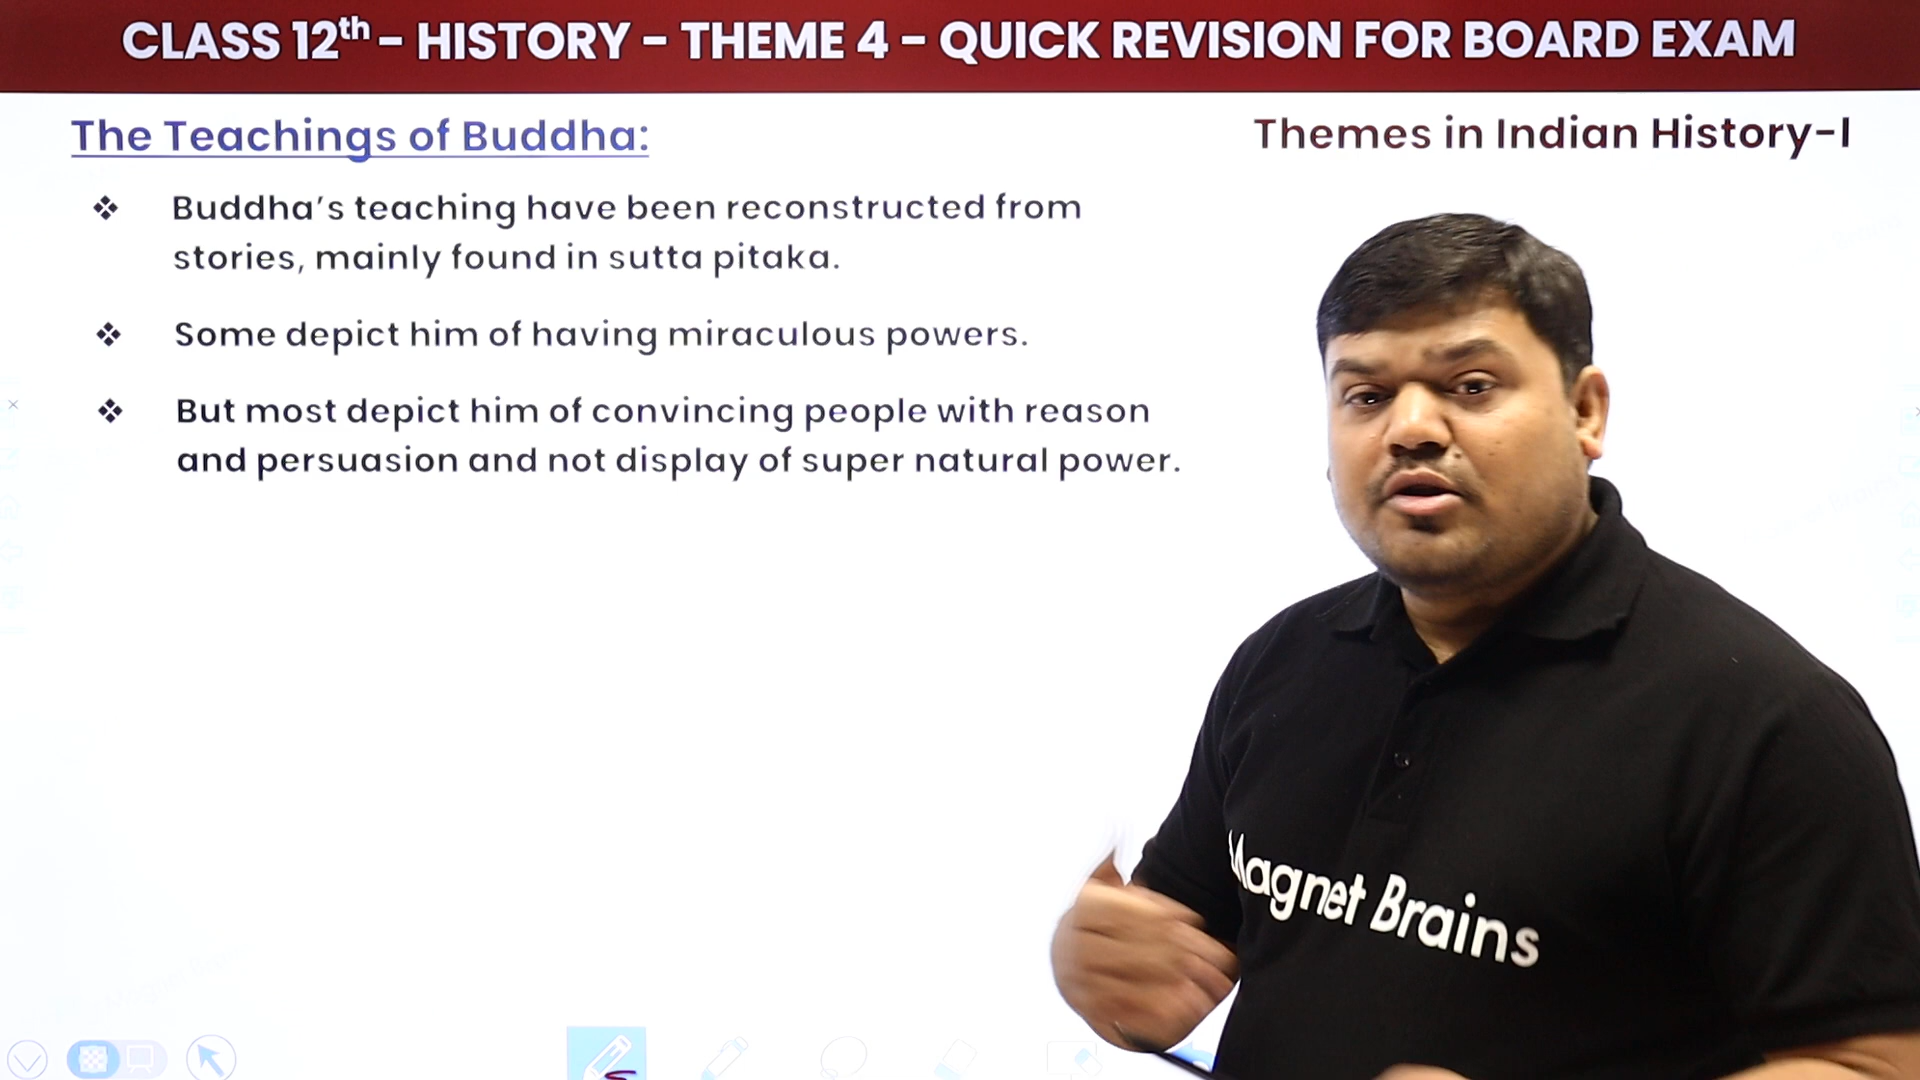 CLASS 12th - HISTORY - THEME 4 - QUICK REVISION FOR BOARD EXAM
The Teachings of Buddha:
Themes in Indian History-I
❖ Buddha's teaching have been reconstructed from
stories, mainly found in sutta pitaka.
❖ Some depict him of having miraculous powers.
❖ But most depict him of convincing people with reason
and persuasion and not display of super natural power.
Magnet Brains